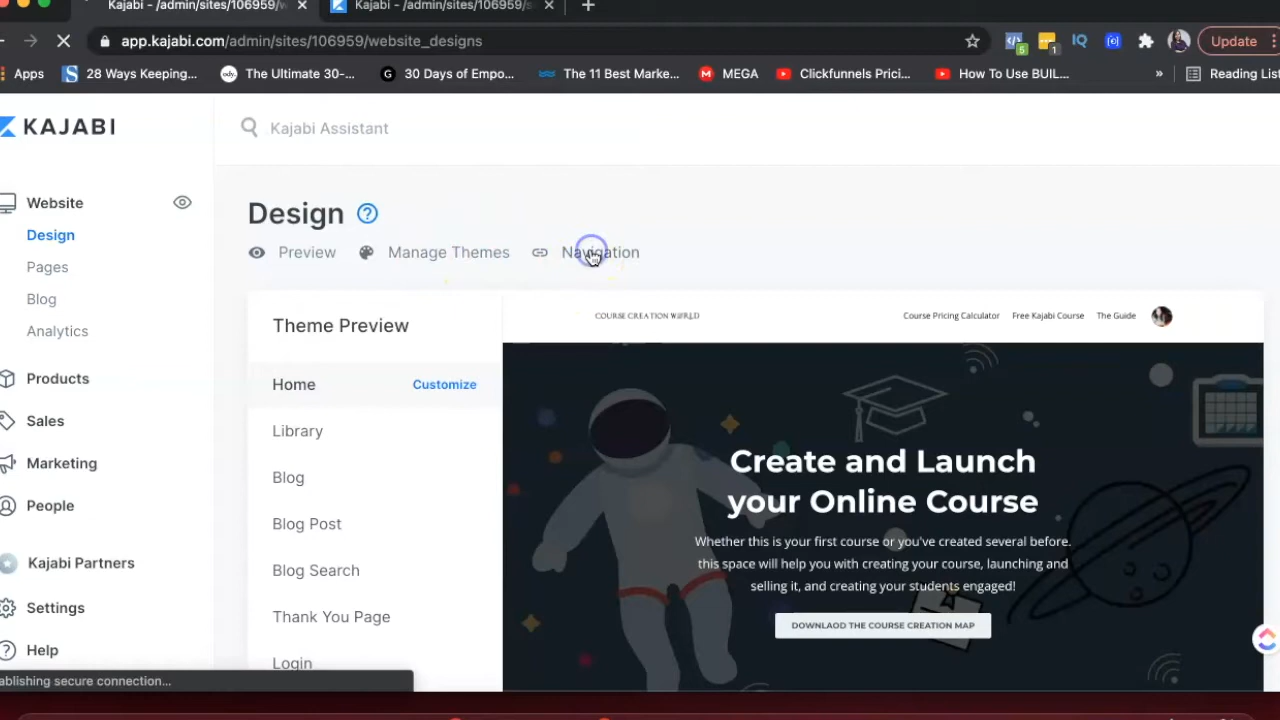 Kajabi - /admin/sites/106959/w
Kajabi - /admin/sites/106959/s
app.kajabi.com/admin/sites/106959/website_designs
Update
Apps
28 Ways Keeping...
The Ultimate 30-...
30 Days of Empo...
The 11 Best Marke...
MEGA
Clickfunnels Prici...
How To Use BUIL...
»
Reading List
5
1
KAJABI
Kajabi Assistant
Website
Design
Pages
Blog
Analytics
Products
Sales
Marketing
People
Kajabi Partners
Settings
Help
Design
Preview
Manage Themes
Navigation
Theme Preview
Home
Customize
Library
Blog
Blog Post
Blog Search
Thank You Page
Login
COURSE CREATION WORLD
Course Pricing Calculator
Free Kajabi Course
The Guide
Create and Launch
your Online Course
Whether this is your first course or you've created several before.
this space will help you with creating your course, launching and
selling it, and creating your students engaged!
DOWNLAOD THE COURSE CREATION MAP
ablishing secure connection...